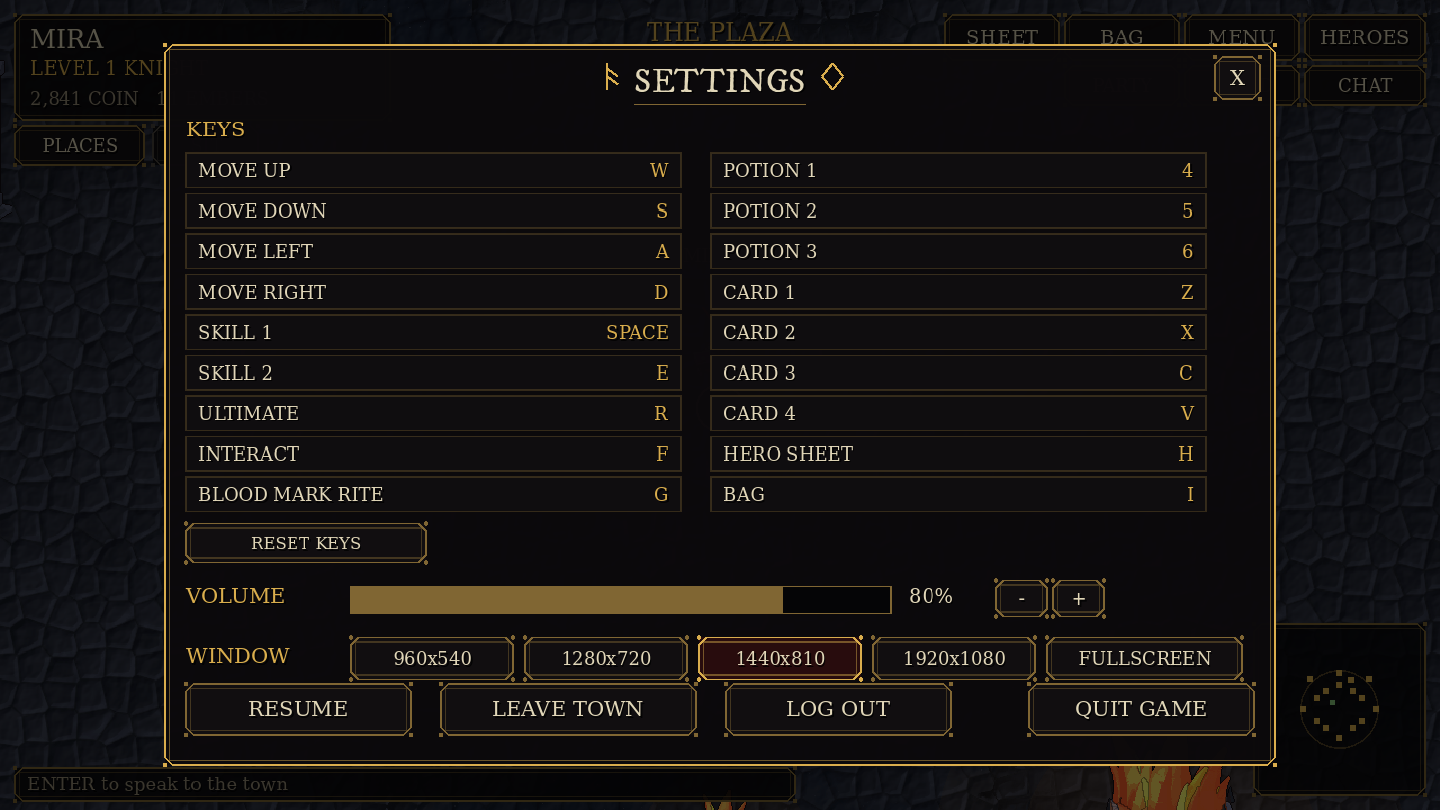 MIRA
LEVEL 1 KNI
2,841 COIN 1
THE PLAZA
SHEET
BAG
MENU
HEROES
CHAT
PLACES
SETTINGS
X
KEYS
MOVE UP W
MOVE DOWN S
MOVE LEFT A
MOVE RIGHT D
SKILL 1 SPACE
SKILL 2 E
ULTIMATE R
INTERACT F
BLOOD MARK RITE G
POTION 1 4
POTION 2 5
POTION 3 6
CARD 1 Z
CARD 2 X
CARD 3 C
CARD 4 V
HERO SHEET H
BAG I
RESET KEYS
VOLUME 80% - +
WINDOW 960x540 1280x720 1440x810 1920x1080 FULLSCREEN
RESUME LEAVE TOWN LOG OUT QUIT GAME
ENTER to speak to the town